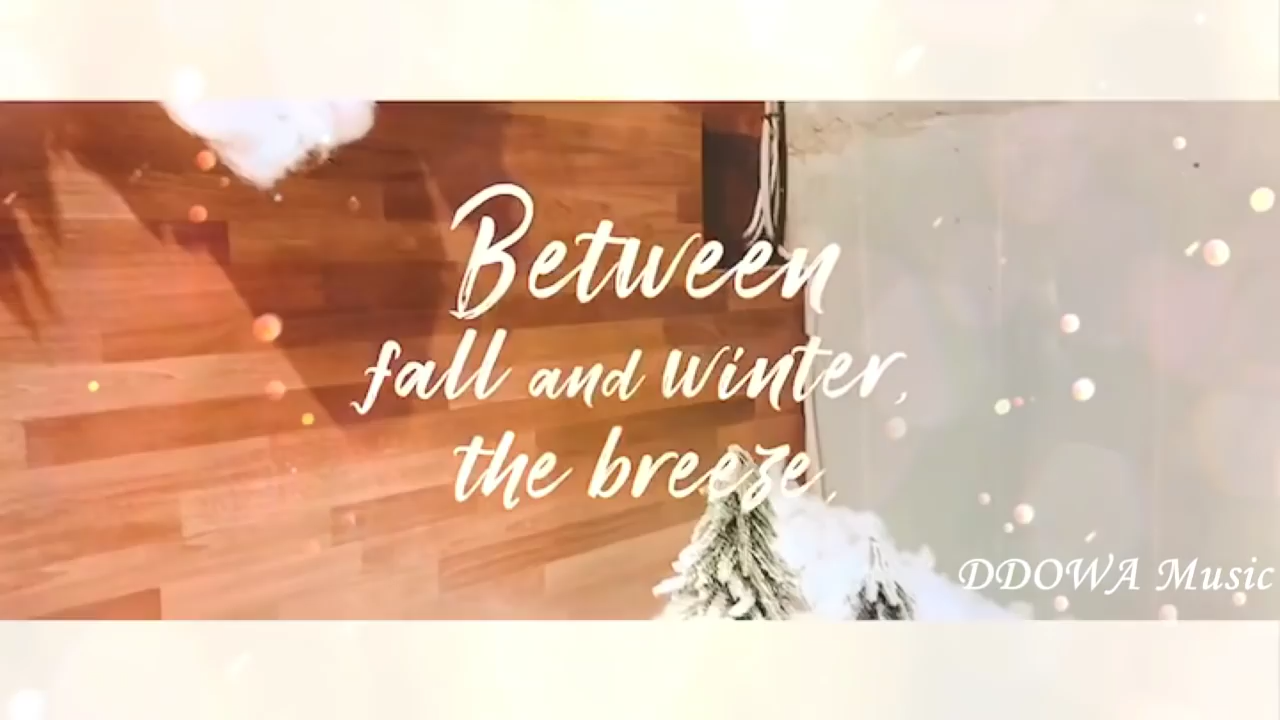 Between
fall and winter,
the breeze,
DDOWA Music